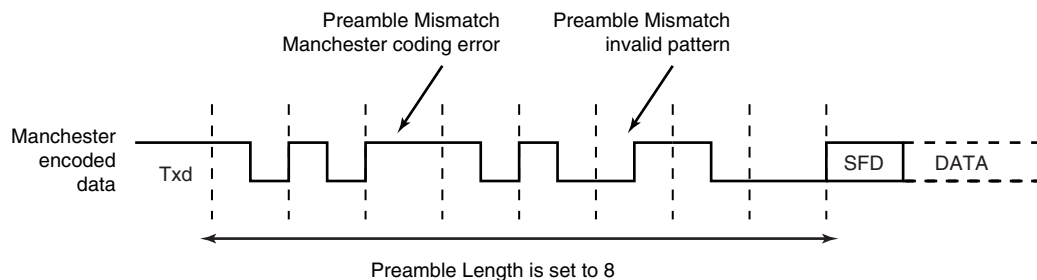 Preamble Mismatch
Manchester coding error
Preamble Mismatch
invalid pattern
Manchester
encoded
data
Txd
SFD
DATA
Preamble Length is set to 8